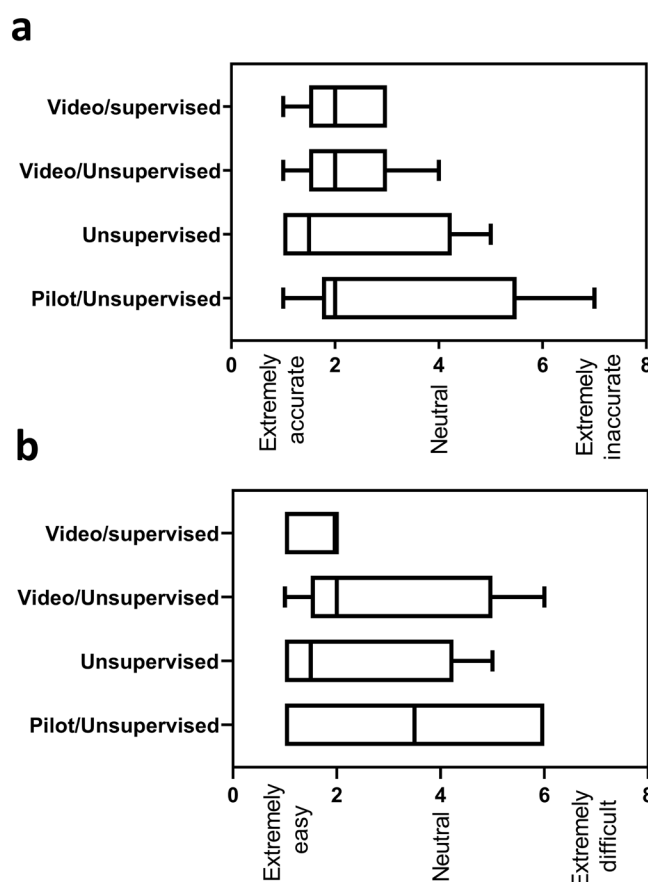 a
Video/supervised
Video/Unsupervised
Unsupervised
Pilot/Unsupervised
0 2 4 6 8
Extremely
accurate
Neutral
Extremely
inaccurate
b
Video/supervised
Video/Unsupervised
Unsupervised
Pilot/Unsupervised
0 2 4 6 8
Extremely
easy
Neutral
Extremely
difficult